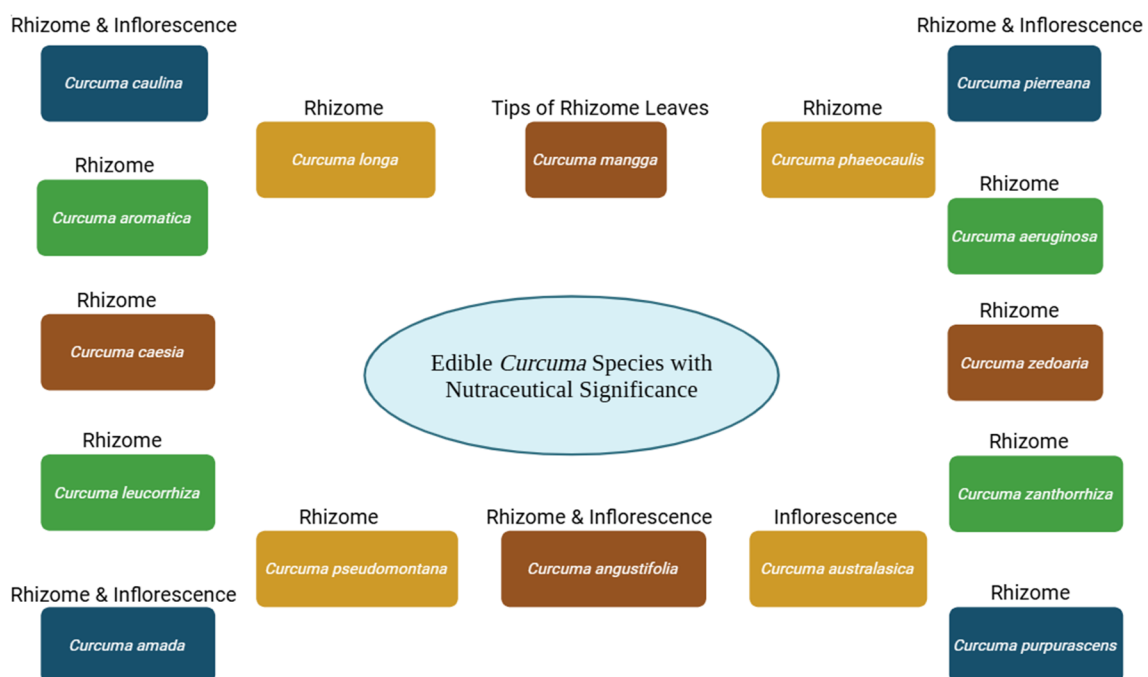 Rhizome & Inflorescence
Curcuma caulina
Rhizome & Inflorescence
Curcuma pierreana
Rhizome
Curcuma longa
Tips of Rhizome Leaves
Curcuma mangga
Rhizome
Curcuma phaeocaulis
Rhizome
Curcuma aromatica
Rhizome
Curcuma aeruginosa
Rhizome
Curcuma caesia
Rhizome
Curcuma zedoaria
Edible Curcuma Species with
Nutraceutical Significance
Rhizome
Curcuma leucorrhiza
Rhizome
Curcuma zanthorrhiza
Rhizome
Curcuma pseudomontana
Rhizome & Inflorescence
Curcuma angustifolia
Inflorescence
Curcuma australasica
Rhizome & Inflorescence
Curcuma amada
Rhizome
Curcuma purpurascens